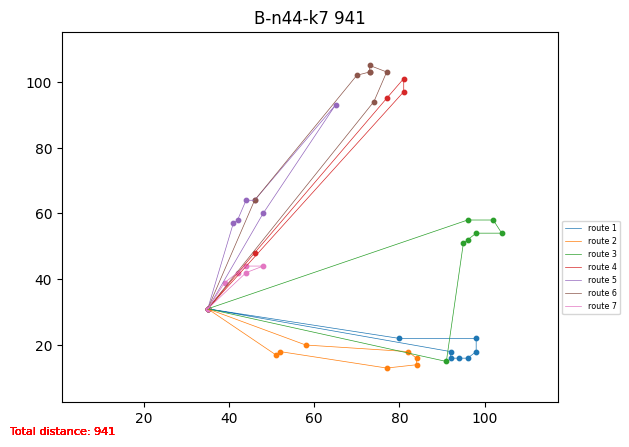 B-n44-k7 941
100
80
60
40
20
20
40
60
80
100
route 1
route 2
route 3
route 4
route 5
route 6
route 7
Total distance: 941